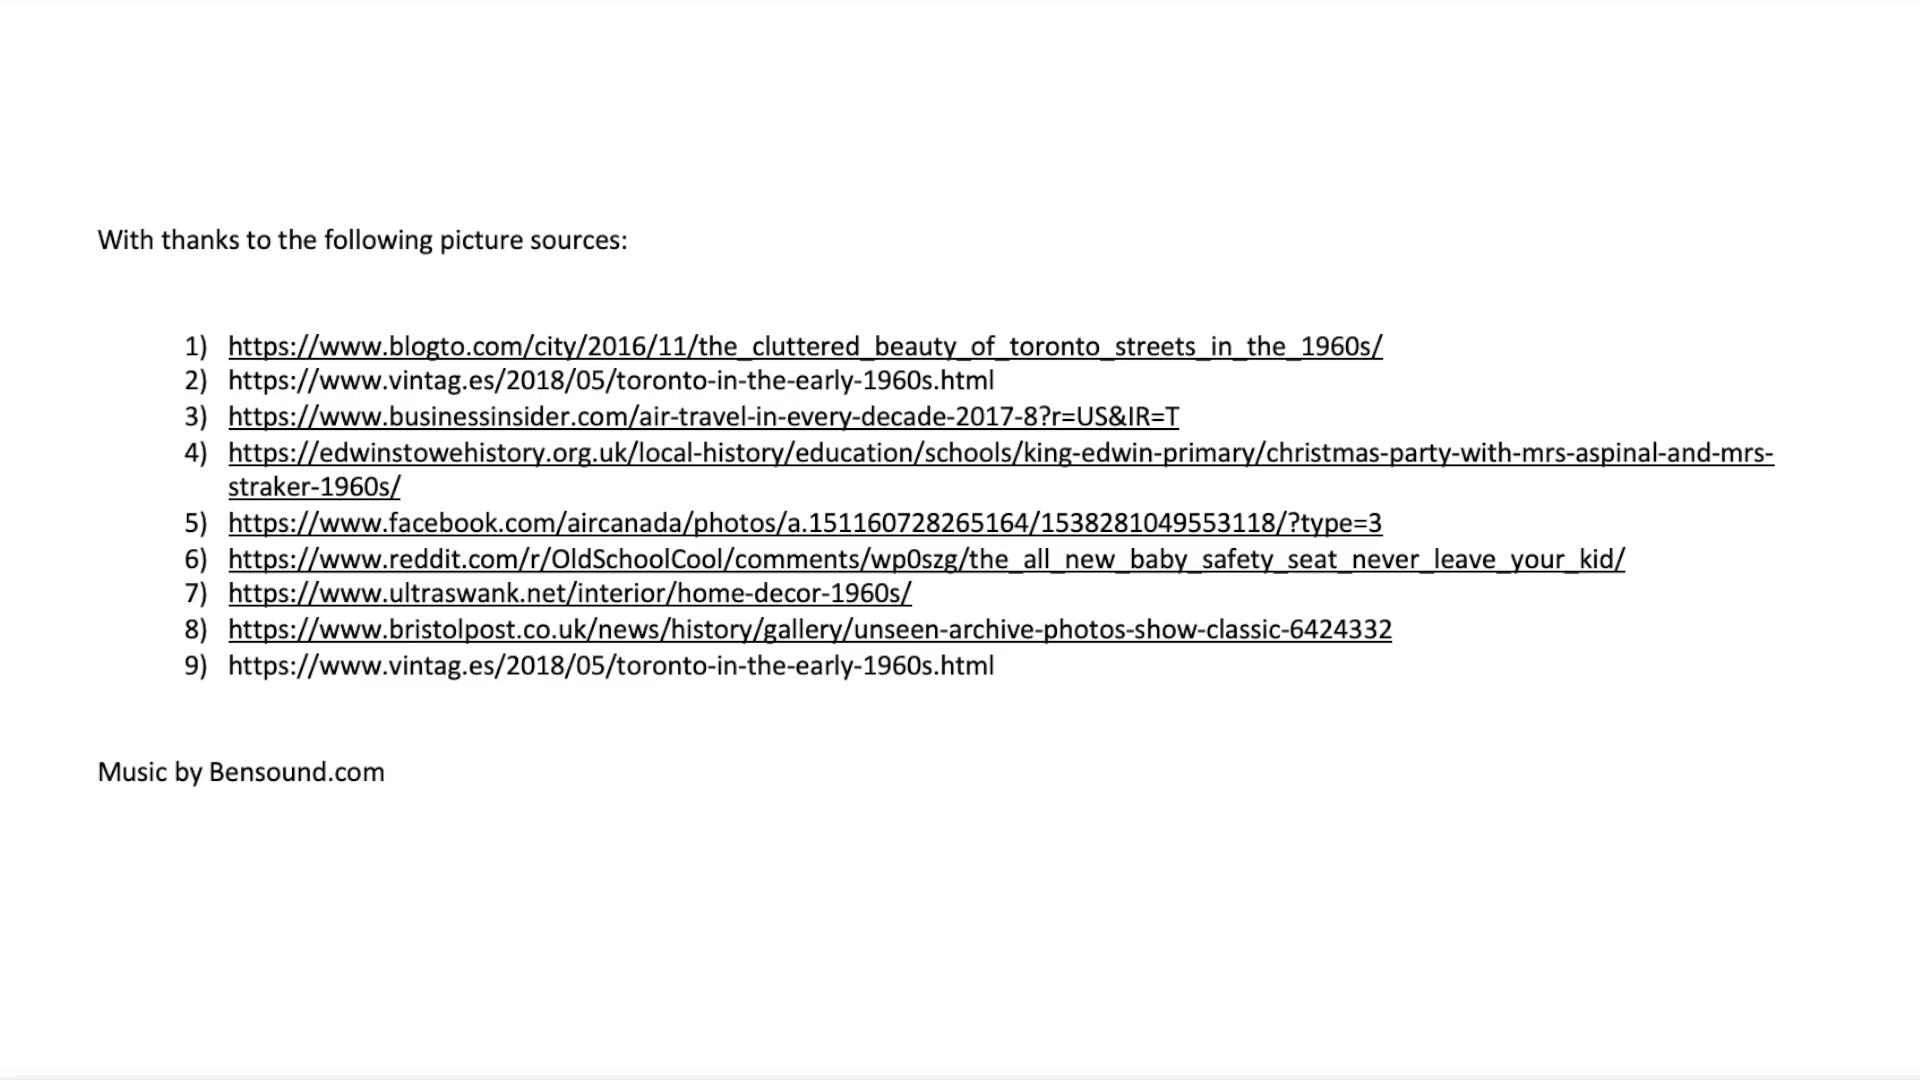 With thanks to the following picture sources:
1) https://www.blogto.com/city/2016/11/the_cluttered_beauty_of_toronto_streets_in_the_1960s/
2) https://www.vintag.es/2018/05/toronto-in-the-early-1960s.html
3) https://www.businessinsider.com/air-travel-in-every-decade-2017-8?r=US&IR=T
4) https://edwinstowehistory.org.uk/local-history/education/schools/king-edwin-primary/christmas-party-with-mrs-aspinal-and-mrs-
straker-1960s/
5) https://www.facebook.com/aircanada/photos/a.151160728265164/1538281049553118/?type=3
6) https://www.reddit.com/r/OldSchoolCool/comments/wp0szg/the_all_new_baby_safety_seat_never_leave_your_kid/
7) https://www.ultraswank.net/interior/home-decor-1960s/
8) https://www.bristolpost.co.uk/news/history/gallery/unseen-archive-photos-show-classic-6424332
9) https://www.vintag.es/2018/05/toronto-in-the-early-1960s.html
Music by Bensound.com